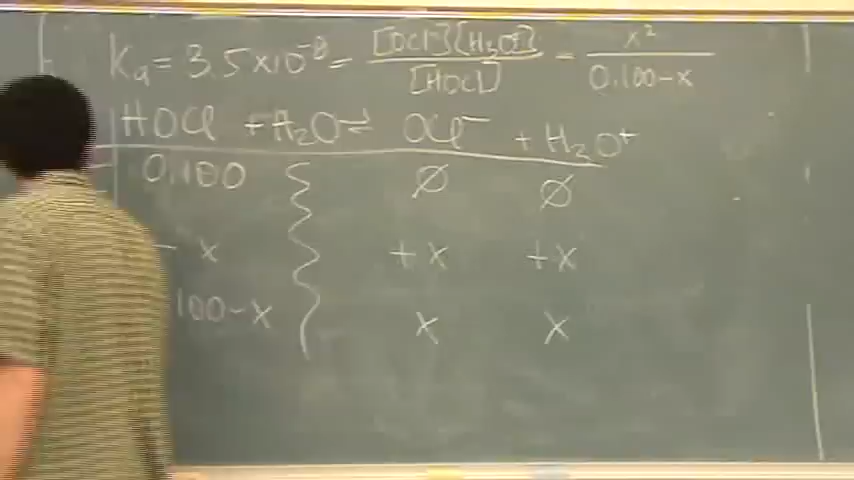 Ka = 3.5x10⁻⁸ = [OCl⁻][H₃O⁺] / [HOCl] = x² / 0.100-x
HOCl + H₂O ⇌ OCl⁻ + H₃O⁺
0.100 Ø Ø
- x +x +x
100-x x x